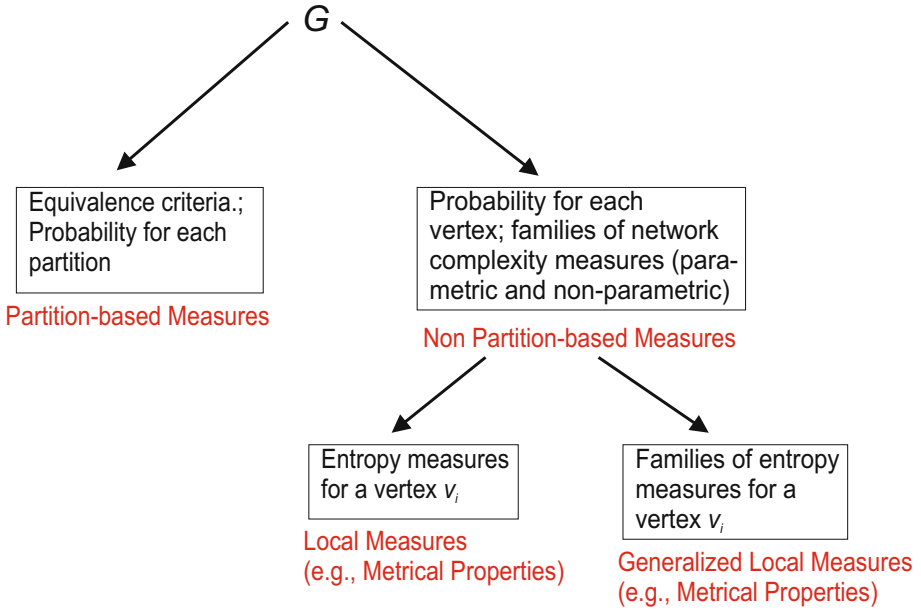 G
Equivalence criteria.;
Probability for each
partition
Partition-based Measures
Probability for each
vertex; families of network
complexity measures (para-
metric and non-parametric)
Non Partition-based Measures
Entropy measures
for a vertex vi
Local Measures
(e.g., Metrical Properties)
Families of entropy
measures for a
vertex vi
Generalized Local Measures
(e.g., Metrical Properties)